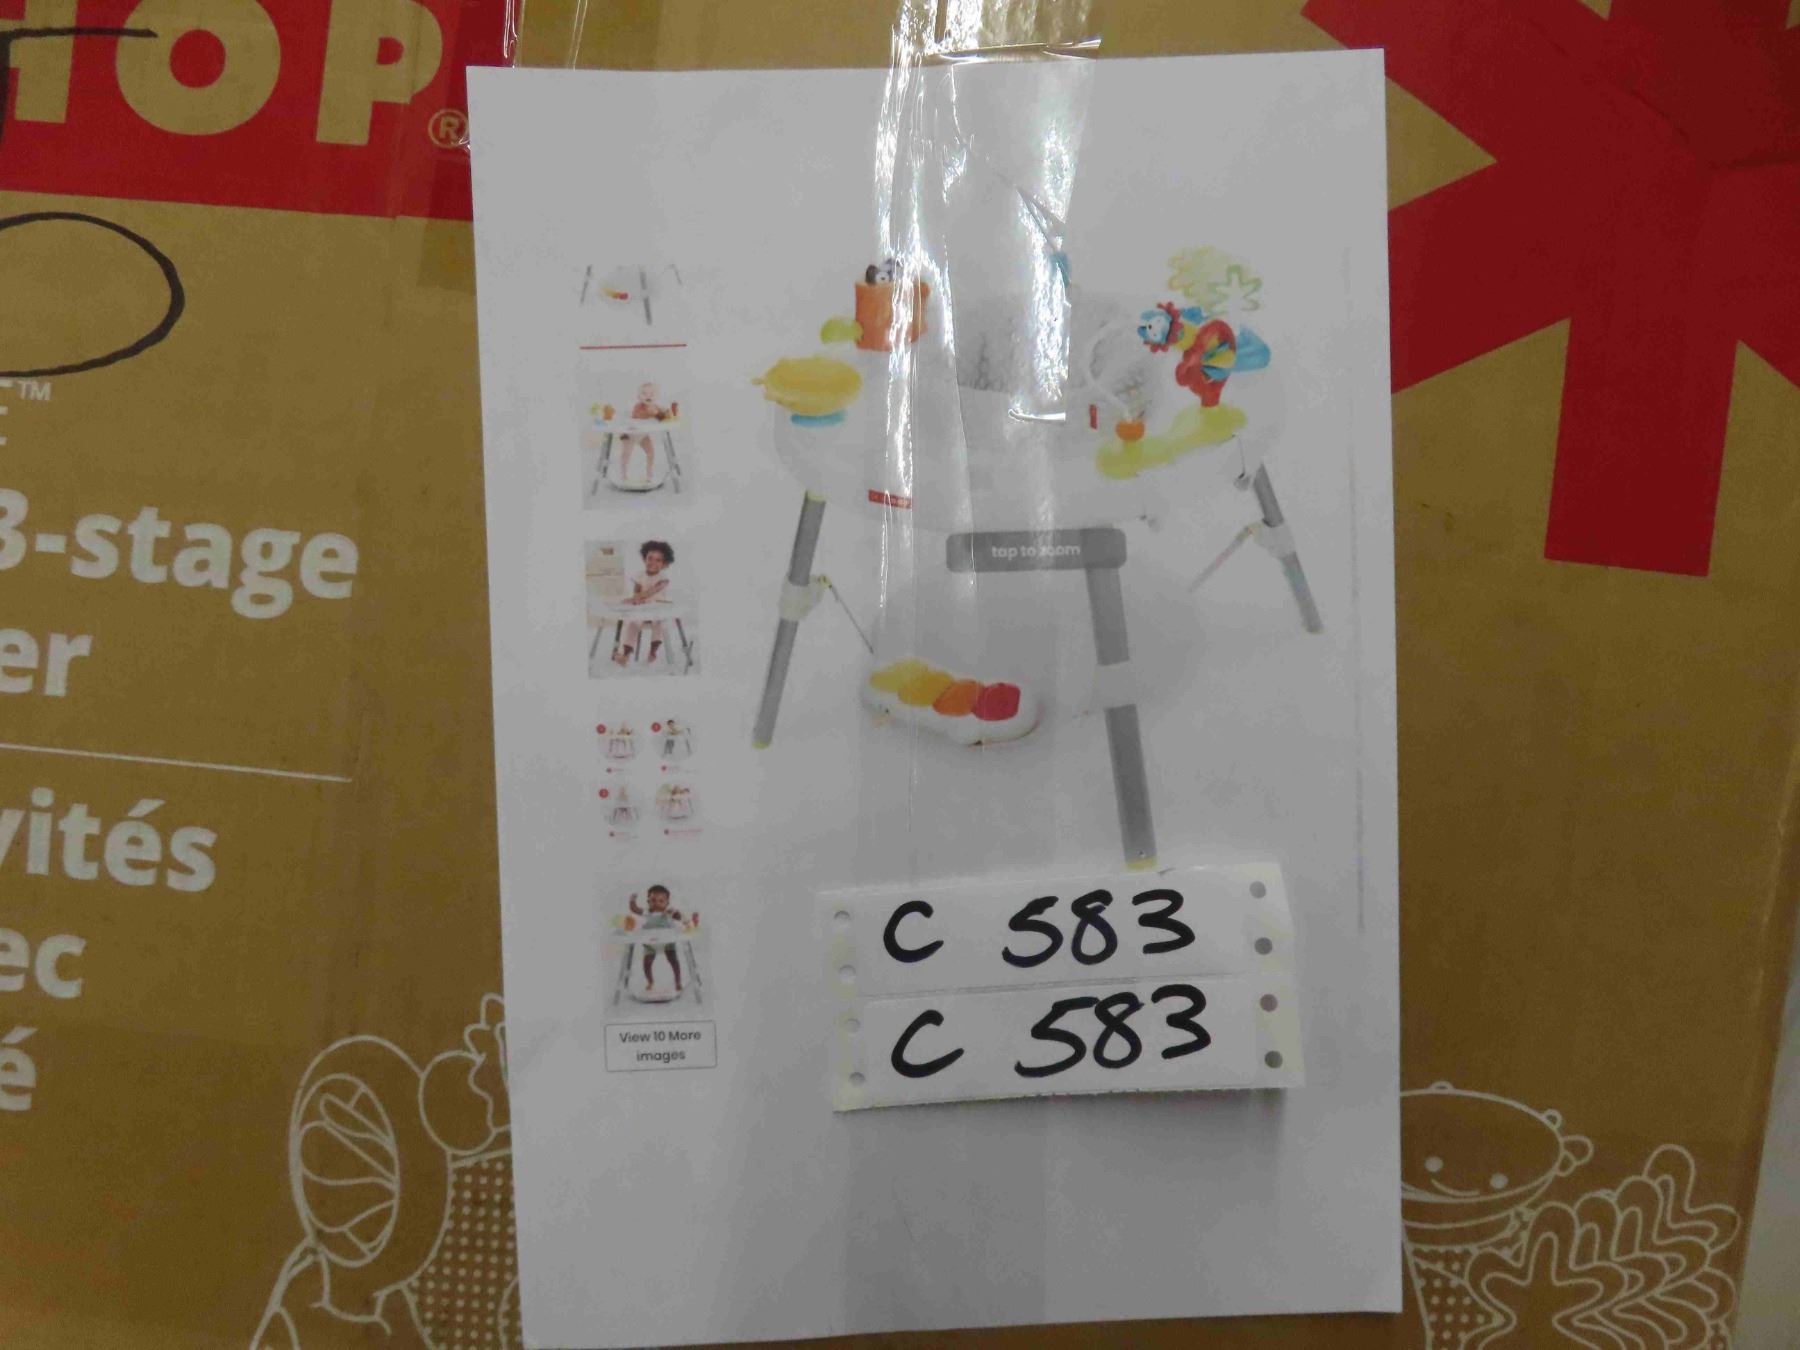 HOP®
™
3-stage
er
vités
ec
é
tap to zoom
View 10 More
images
C 583
C 583